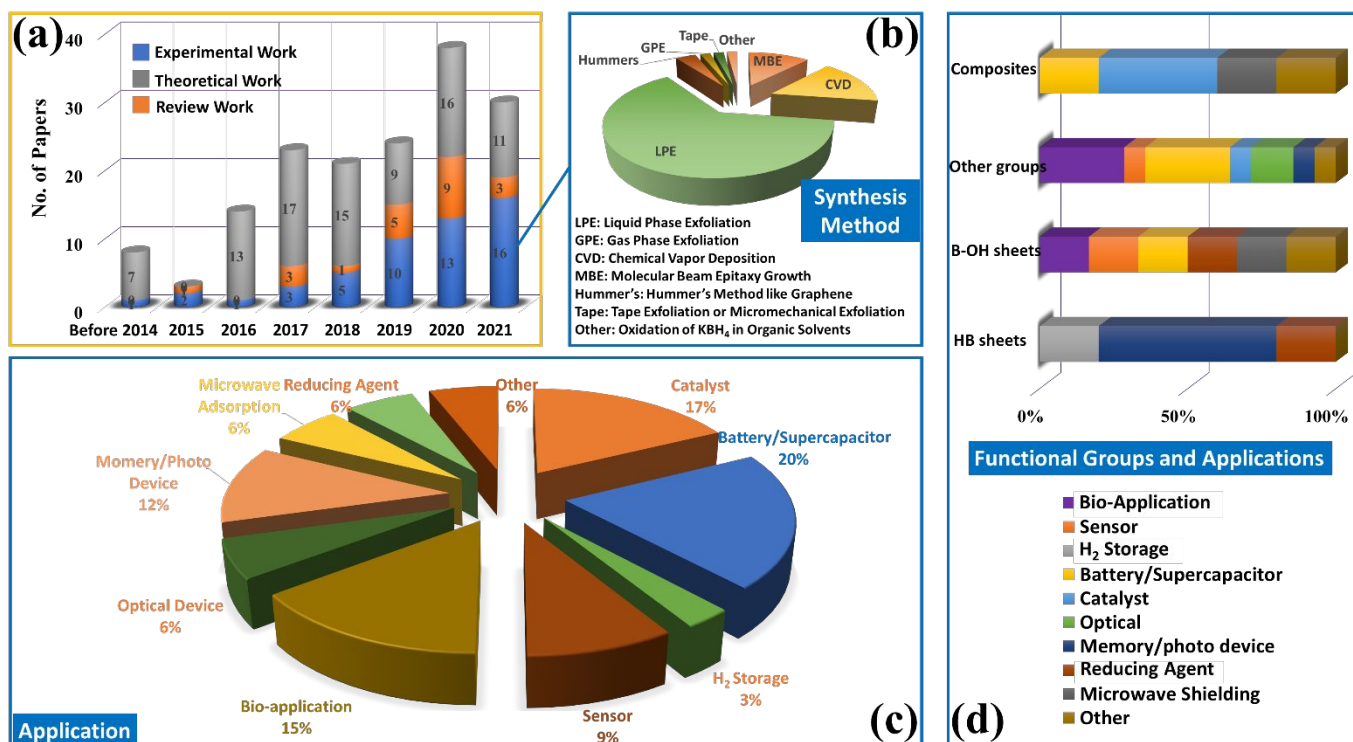 (a)
40
30
20
10
0
No. of Papers
Experimental Work
Theoretical Work
Review Work
7
0
1
0
2
13
0
1
17
3
3
15
1
5
9
5
10
16
9
13
11
3
16
Before 2014 2015 2016 2017 2018 2019 2020 2021
(b)
Tape Other
GPE
Hummers
MBE
CVD
LPE
Synthesis
Method
LPE: Liquid Phase Exfoliation
GPE: Gas Phase Exfoliation
CVD: Chemical Vapor Deposition
MBE: Molecular Beam Epitaxy Growth
Hummer's: Hummer's Method like Graphene
Tape: Tape Exfoliation or Micromechanical Exfoliation
Other: Oxidation of KBH4 in Organic Solvents
Microwave
Adsorption
6%
Reducing Agent
6%
Other
6%
Catalyst
17%
Battery/Supercapacitor
20%
Momery/Photo
Device
12%
Optical Device
6%
Bio-application
15%
Sensor
9%
H2 Storage
3%
Application
(c)
Composites
Other groups
B-OH sheets
HB sheets
0% 50% 100%
Functional Groups and Applications
Bio-Application
Sensor
H2 Storage
Battery/Supercapacitor
Catalyst
Optical
Memory/photo device
Reducing Agent
Microwave Shielding
Other
(d)